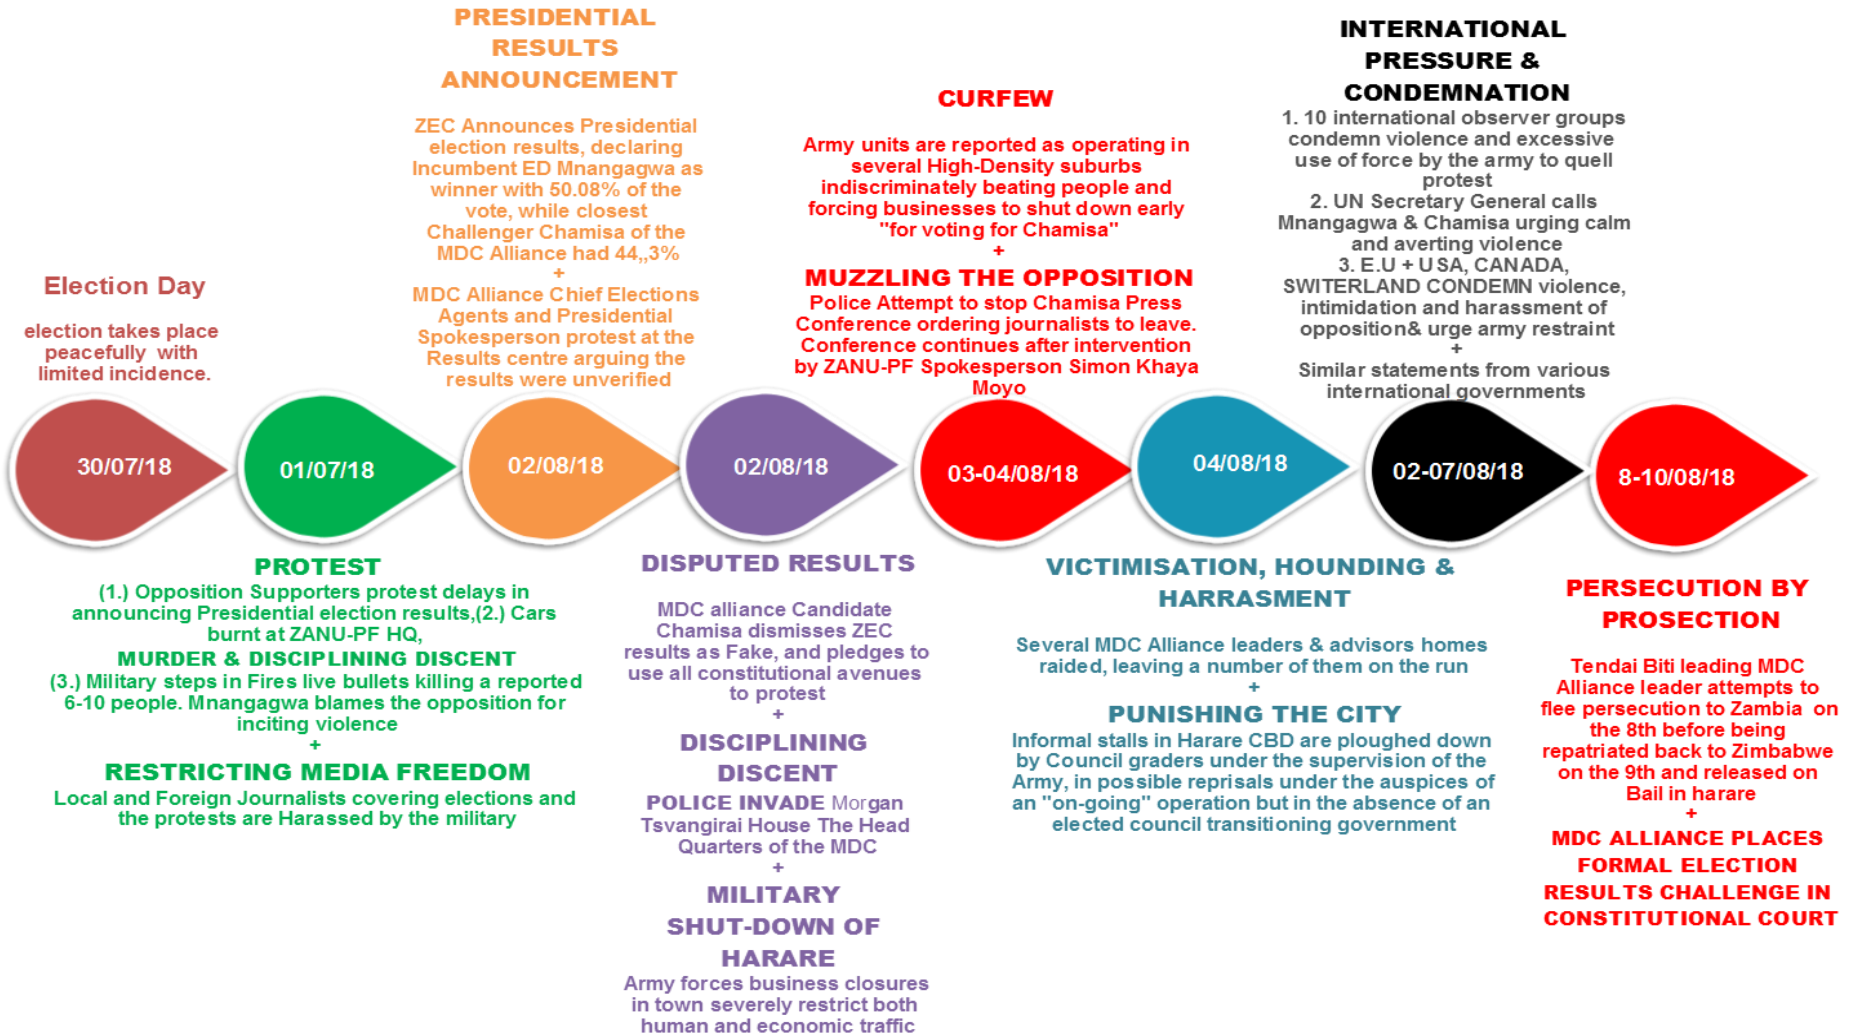 Election Day
election takes place
peacefully with
limited incidence.
30/07/18
01/07/18
PROTEST
(1.) Opposition Supporters protest delays in
announcing Presidential election results,(2.) Cars
burnt at ZANU-PF HQ,
MURDER & DISCIPLINING DISCENT
(3.) Military steps in Fires live bullets killing a reported
6-10 people. Mnangagwa blames the opposition for
inciting violence
+
RESTRICTING MEDIA FREEDOM
Local and Foreign Journalists covering elections and
the protests are Harassed by the military
PRESIDENTIAL
RESULTS
ANNOUNCEMENT
ZEC Announces Presidential
election results, declaring
Incumbent ED Mnangagwa as
winner with 50.08% of the
vote, while closest
Challenger Chamisa of the
MDC Alliance had 44,,3%
+
MDC Alliance Chief Elections
Agents and Presidential
Spokesperson protest at the
Results centre arguing the
results were unverified
02/08/18
02/08/18
DISPUTED RESULTS
MDC alliance Candidate
Chamisa dismisses ZEC
results as Fake, and pledges to
use all constitutional avenues
to protest
+
DISCIPLINING
DISCENT
POLICE INVADE Morgan
Tsvangirai House The Head
Quarters of the MDC
+
MILITARY
SHUT-DOWN OF
HARARE
Army forces business closures
in town severely restrict both
human and economic traffic
CURFEW
Army units are reported as operating in
several High-Density suburbs
indiscriminately beating people and
forcing businesses to shut down early
"for voting for Chamisa"
+
MUZZLING THE OPPOSITION
Police Attempt to stop Chamisa Press
Conference ordering journalists to leave.
Conference continues after intervention
by ZANU-PF Spokesperson Simon Khaya
Moyo
03-04/08/18
04/08/18
VICTIMISATION, HOUNDING &
HARRASMENT
Several MDC Alliance leaders & advisors homes
raided, leaving a number of them on the run
+
PUNISHING THE CITY
Informal stalls in Harare CBD are ploughed down
by Council graders under the supervision of the
Army, in possible reprisals under the auspices of
an "on-going" operation but in the absence of an
elected council transitioning government
INTERNATIONAL
PRESSURE &
CONDEMNATION
1. 10 international observer groups
condemn violence and excessive
use of force by the army to quell
protest
2. UN Secretary General calls
Mnangagwa & Chamisa urging calm
and averting violence
3. E.U + USA, CANADA,
SWITERLAND CONDEMN violence,
intimidation and harassment of
opposition& urge army restraint
+
Similar statements from various
international governments
02-07/08/18
8-10/08/18
PERSECUTION BY
PROSECTION
Tendai Biti leading MDC
Alliance leader attempts to
flee persecution to Zambia on
the 8th before being
repatriated back to Zimbabwe
on the 9th and released on
Bail in harare
+
MDC ALLIANCE PLACES
FORMAL ELECTION
RESULTS CHALLENGE IN
CONSTITUTIONAL COURT